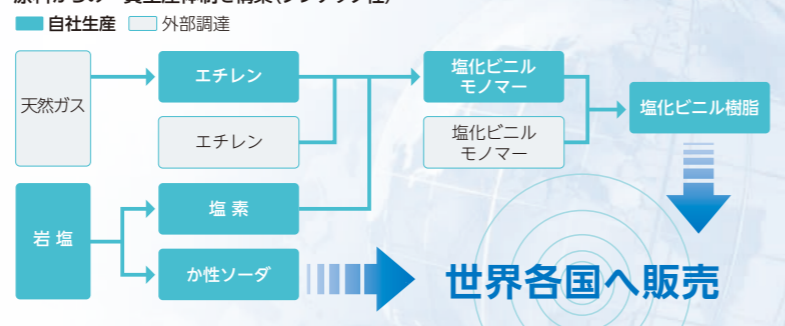 自社生産 外部調達
天然ガス
エチレン
エチレン
塩化ビニル
モノマー
塩化ビニル
モノマー
塩化ビニル樹脂
岩塩
塩素
か性ソーダ
世界各国へ販売